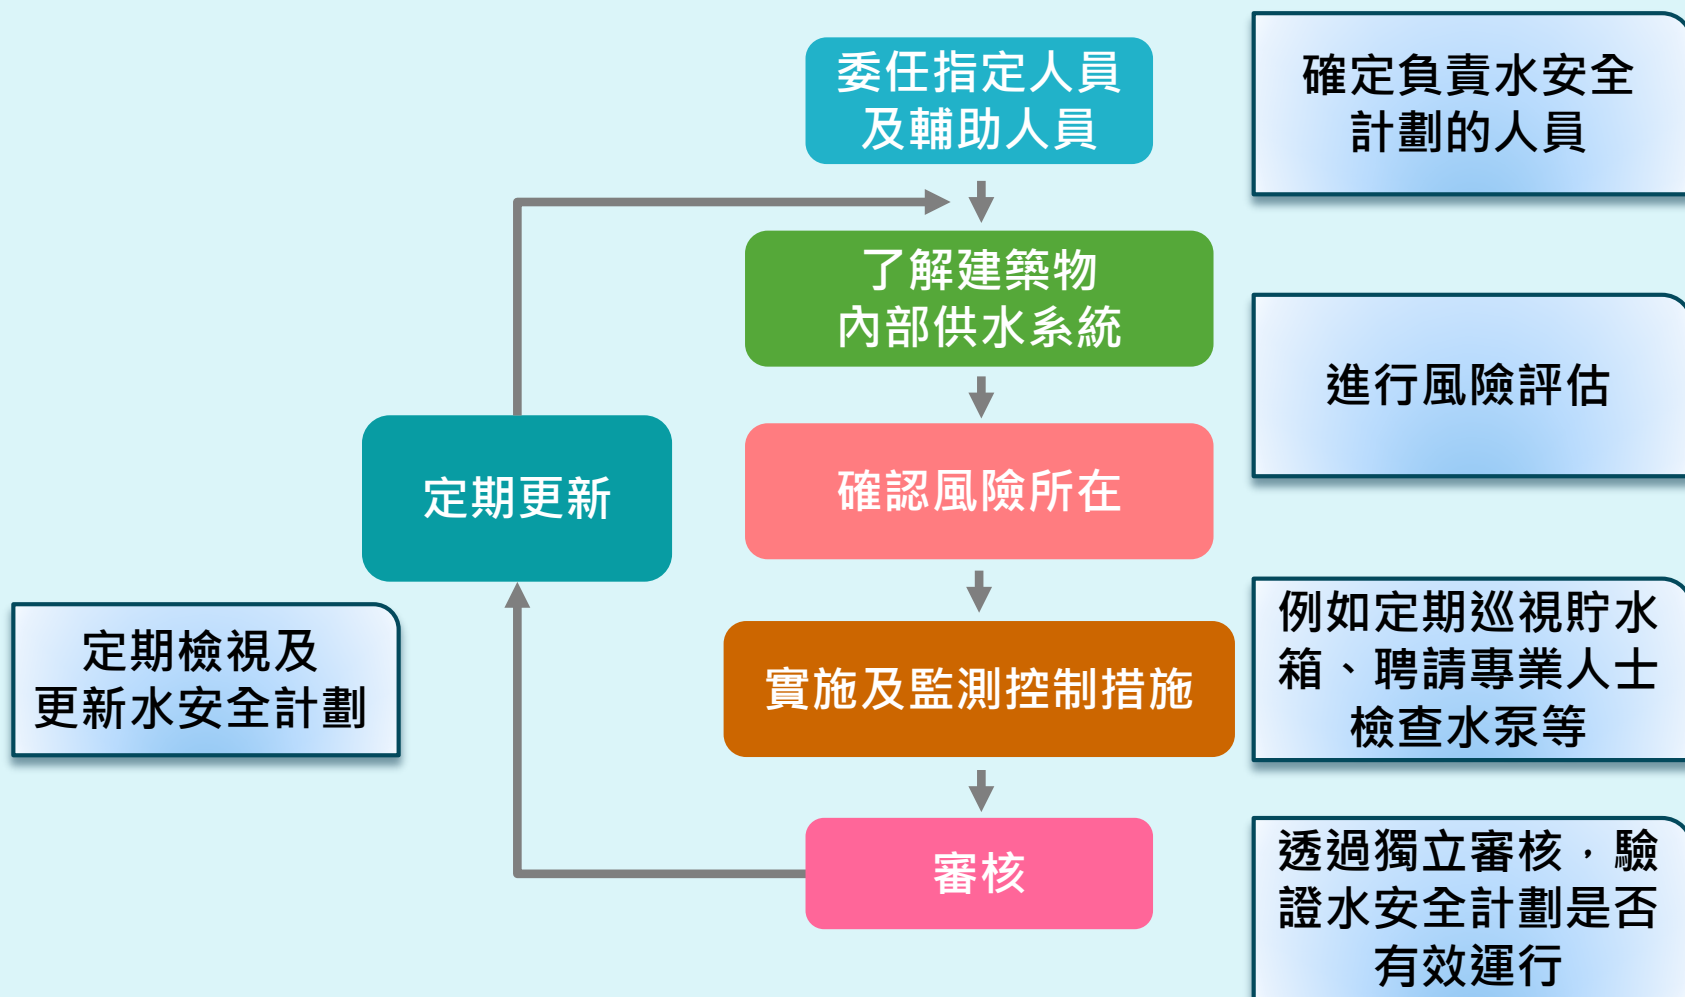 委任指定人員
及輔助人員
確定負責水安全
計劃的人員
了解建築物
內部供水系統
進行風險評估
確認風險所在
定期更新
定期檢視及
更新水安全計劃
實施及監測控制措施
例如定期巡視貯水
箱、聘請專業人士
檢查水泵等
審核
透過獨立審核，驗
證水安全計劃是否
有效運行